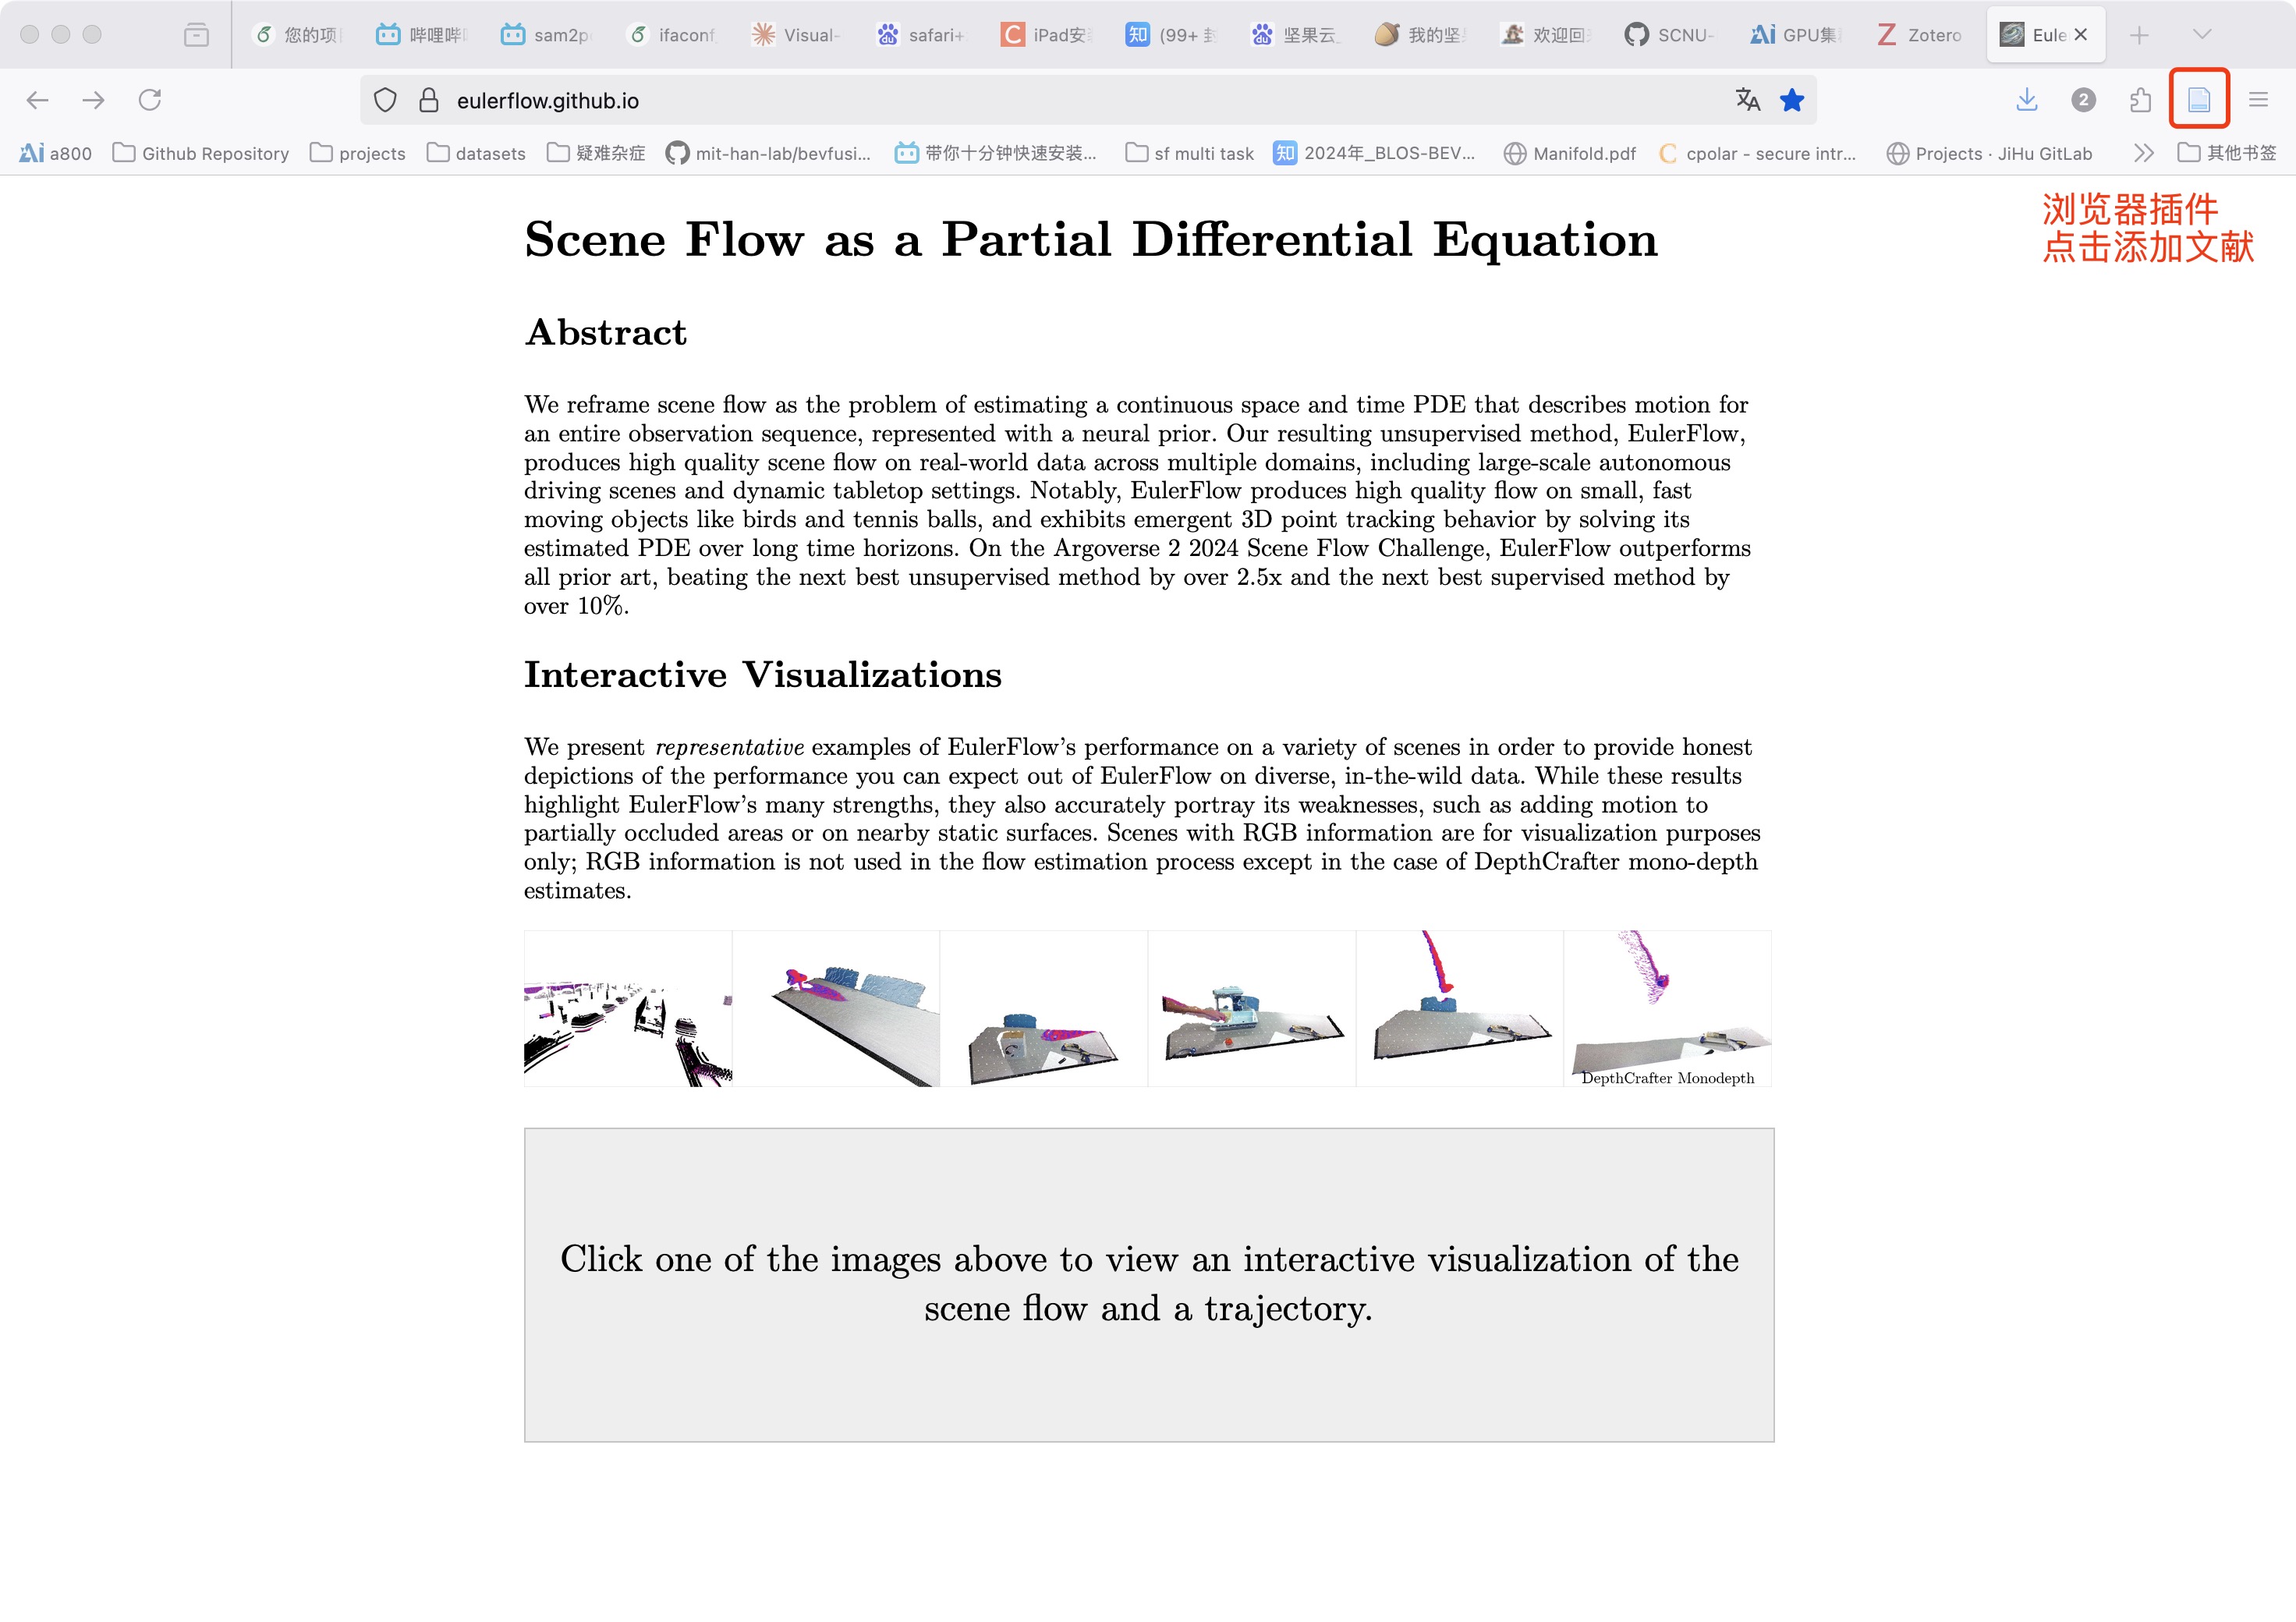 您的项
哔哩哔
sam2p
ifaconf
Visual-
safari+
iPad安
(99+
坚果云_
我的坚
欢迎回
SCNU-
GPU集
Zotero
Eule
eulerflow.github.io
2
a800
Github Repository
projects
datasets
疑难杂症
mit-han-lab/bevfusi...
带你十分钟快速安装...
sf multi task
知
2024年_BLOS-BEV...
Manifold.pdf
cpolar - secure intr...
Projects · JiHu GitLab
其他书签
浏览器插件
点击添加文献
Scene Flow as a Partial Differential Equation
Abstract
We reframe scene flow as the problem of estimating a continuous space and time PDE that describes motion for
an entire observation sequence, represented with a neural prior. Our resulting unsupervised method, EulerFlow,
produces high quality scene flow on real-world data across multiple domains, including large-scale autonomous
driving scenes and dynamic tabletop settings. Notably, EulerFlow produces high quality flow on small, fast
moving objects like birds and tennis balls, and exhibits emergent 3D point tracking behavior by solving its
estimated PDE over long time horizons. On the Argoverse 2 2024 Scene Flow Challenge, EulerFlow outperforms
all prior art, beating the next best unsupervised method by over 2.5x and the next best supervised method by
over 10%.
Interactive Visualizations
We present representative examples of EulerFlow's performance on a variety of scenes in order to provide honest
depictions of the performance you can expect out of EulerFlow on diverse, in-the-wild data. While these results
highlight EulerFlow's many strengths, they also accurately portray its weaknesses, such as adding motion to
partially occluded areas or on nearby static surfaces. Scenes with RGB information are for visualization purposes
only; RGB information is not used in the flow estimation process except in the case of DepthCrafter mono-depth
estimates.
DepthCrafter Monodepth
Click one of the images above to view an interactive visualization of the
scene flow and a trajectory.